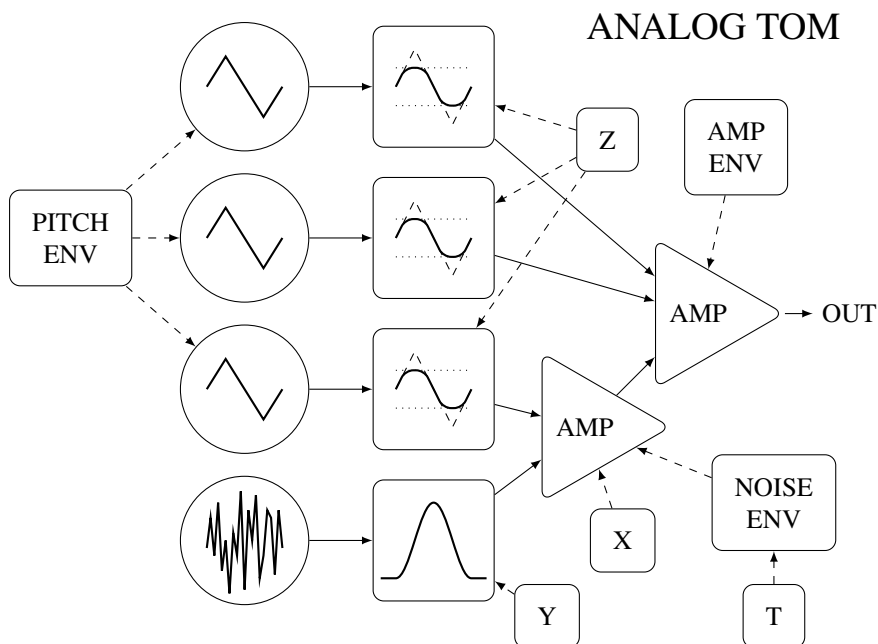 ANALOG TOM
Z
AMP
ENV
PITCH
ENV
AMP
OUT
AMP
NOISE
ENV
X
Y
T